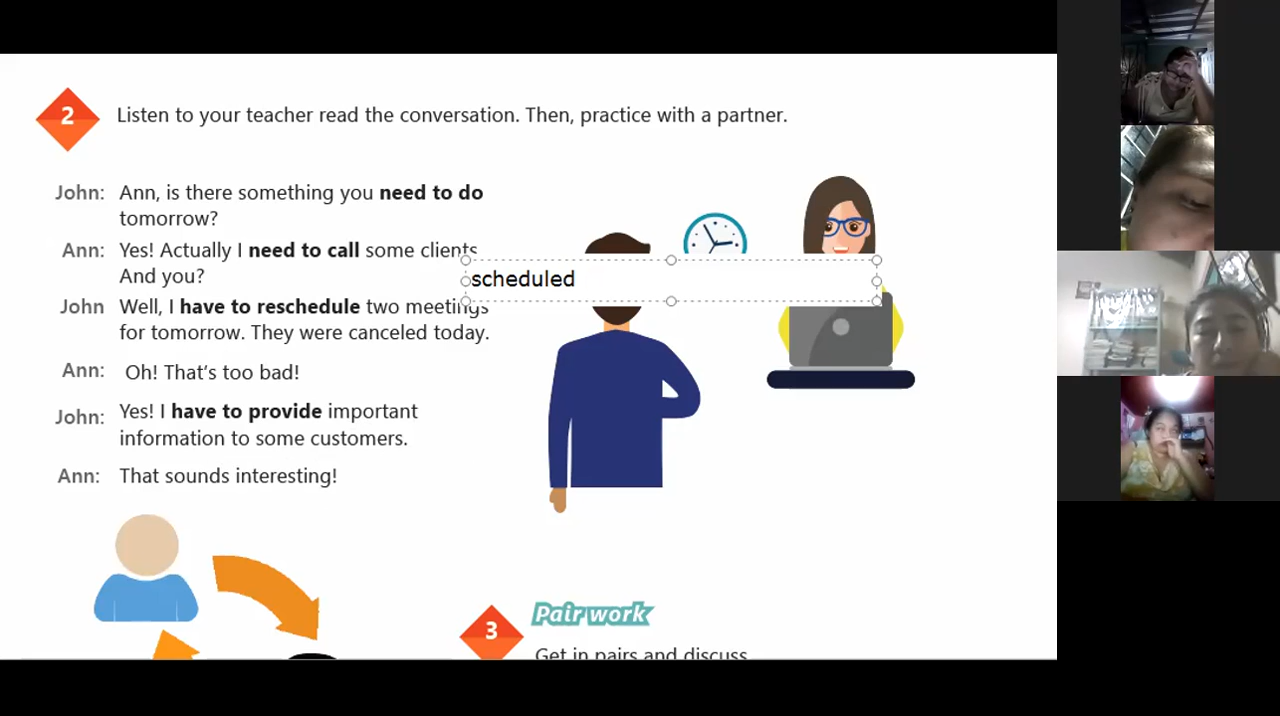 2
Listen to your teacher read the conversation. Then, practice with a partner.
John: Ann, is there something you need to do
tomorrow?
Ann: Yes! Actually I need to call some clients.
And you?
John Well, I have to reschedule two meetings
for tomorrow. They were canceled today.
Ann: Oh! That's too bad!
John: Yes! I have to provide important
information to some customers.
Ann: That sounds interesting!
scheduled
3
Pair work
Get in pairs and discuss